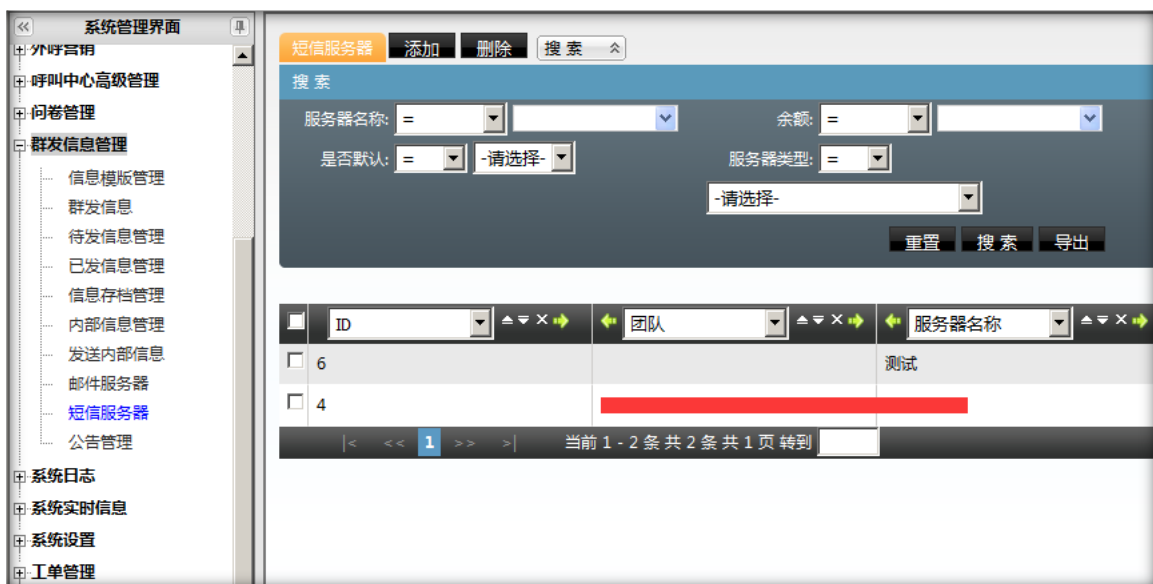 系统管理界面
外呼营销
呼叫中心高级管理
问卷管理
群发信息管理
信息模版管理
群发信息
待发信息管理
已发信息管理
信息存档管理
内部信息管理
发送内部信息
邮件服务器
短信服务器
公告管理
系统日志
系统实时信息
系统设置
工单管理
短信服务器 添加 删除 搜 索
搜 索
服务器名称: = 余额: =
是否默认: = -请选择- 服务器类型: =
-请选择-
重置 搜 索 导出
ID 团队 服务器名称
6 测试
4
|< << 1 >> >| 当前 1 - 2 条 共 2 条 共 1 页 转到